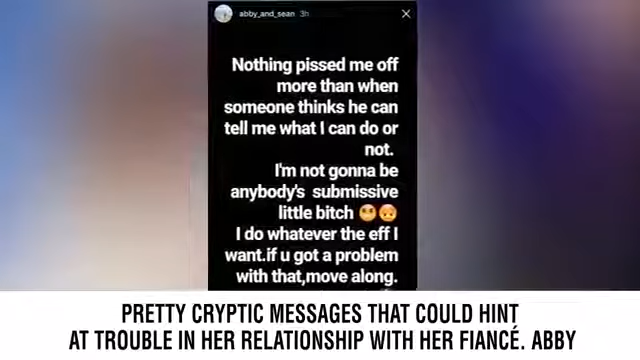 abby_and_sean 3h
Nothing pissed me off
more than when
someone thinks he can
tell me what I can do or
not.
I'm not gonna be
anybody's submissive
little bitch 😬😡
I do whatever the eff I
want.if u got a problem
with that,move along.
PRETTY CRYPTIC MESSAGES THAT COULD HINT
AT TROUBLE IN HER RELATIONSHIP WITH HER FIANCÉ. ABBY